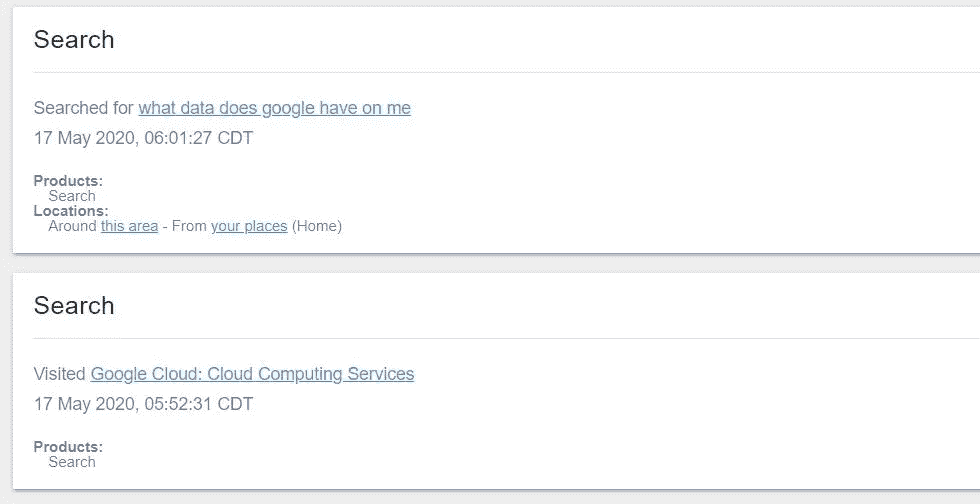 Search
Searched for what data does google have on me
17 May 2020, 06:01:27 CDT
Products:
Search
Locations:
Around this area - From your places (Home)
Search
Visited Google Cloud: Cloud Computing Services
17 May 2020, 05:52:31 CDT
Products:
Search